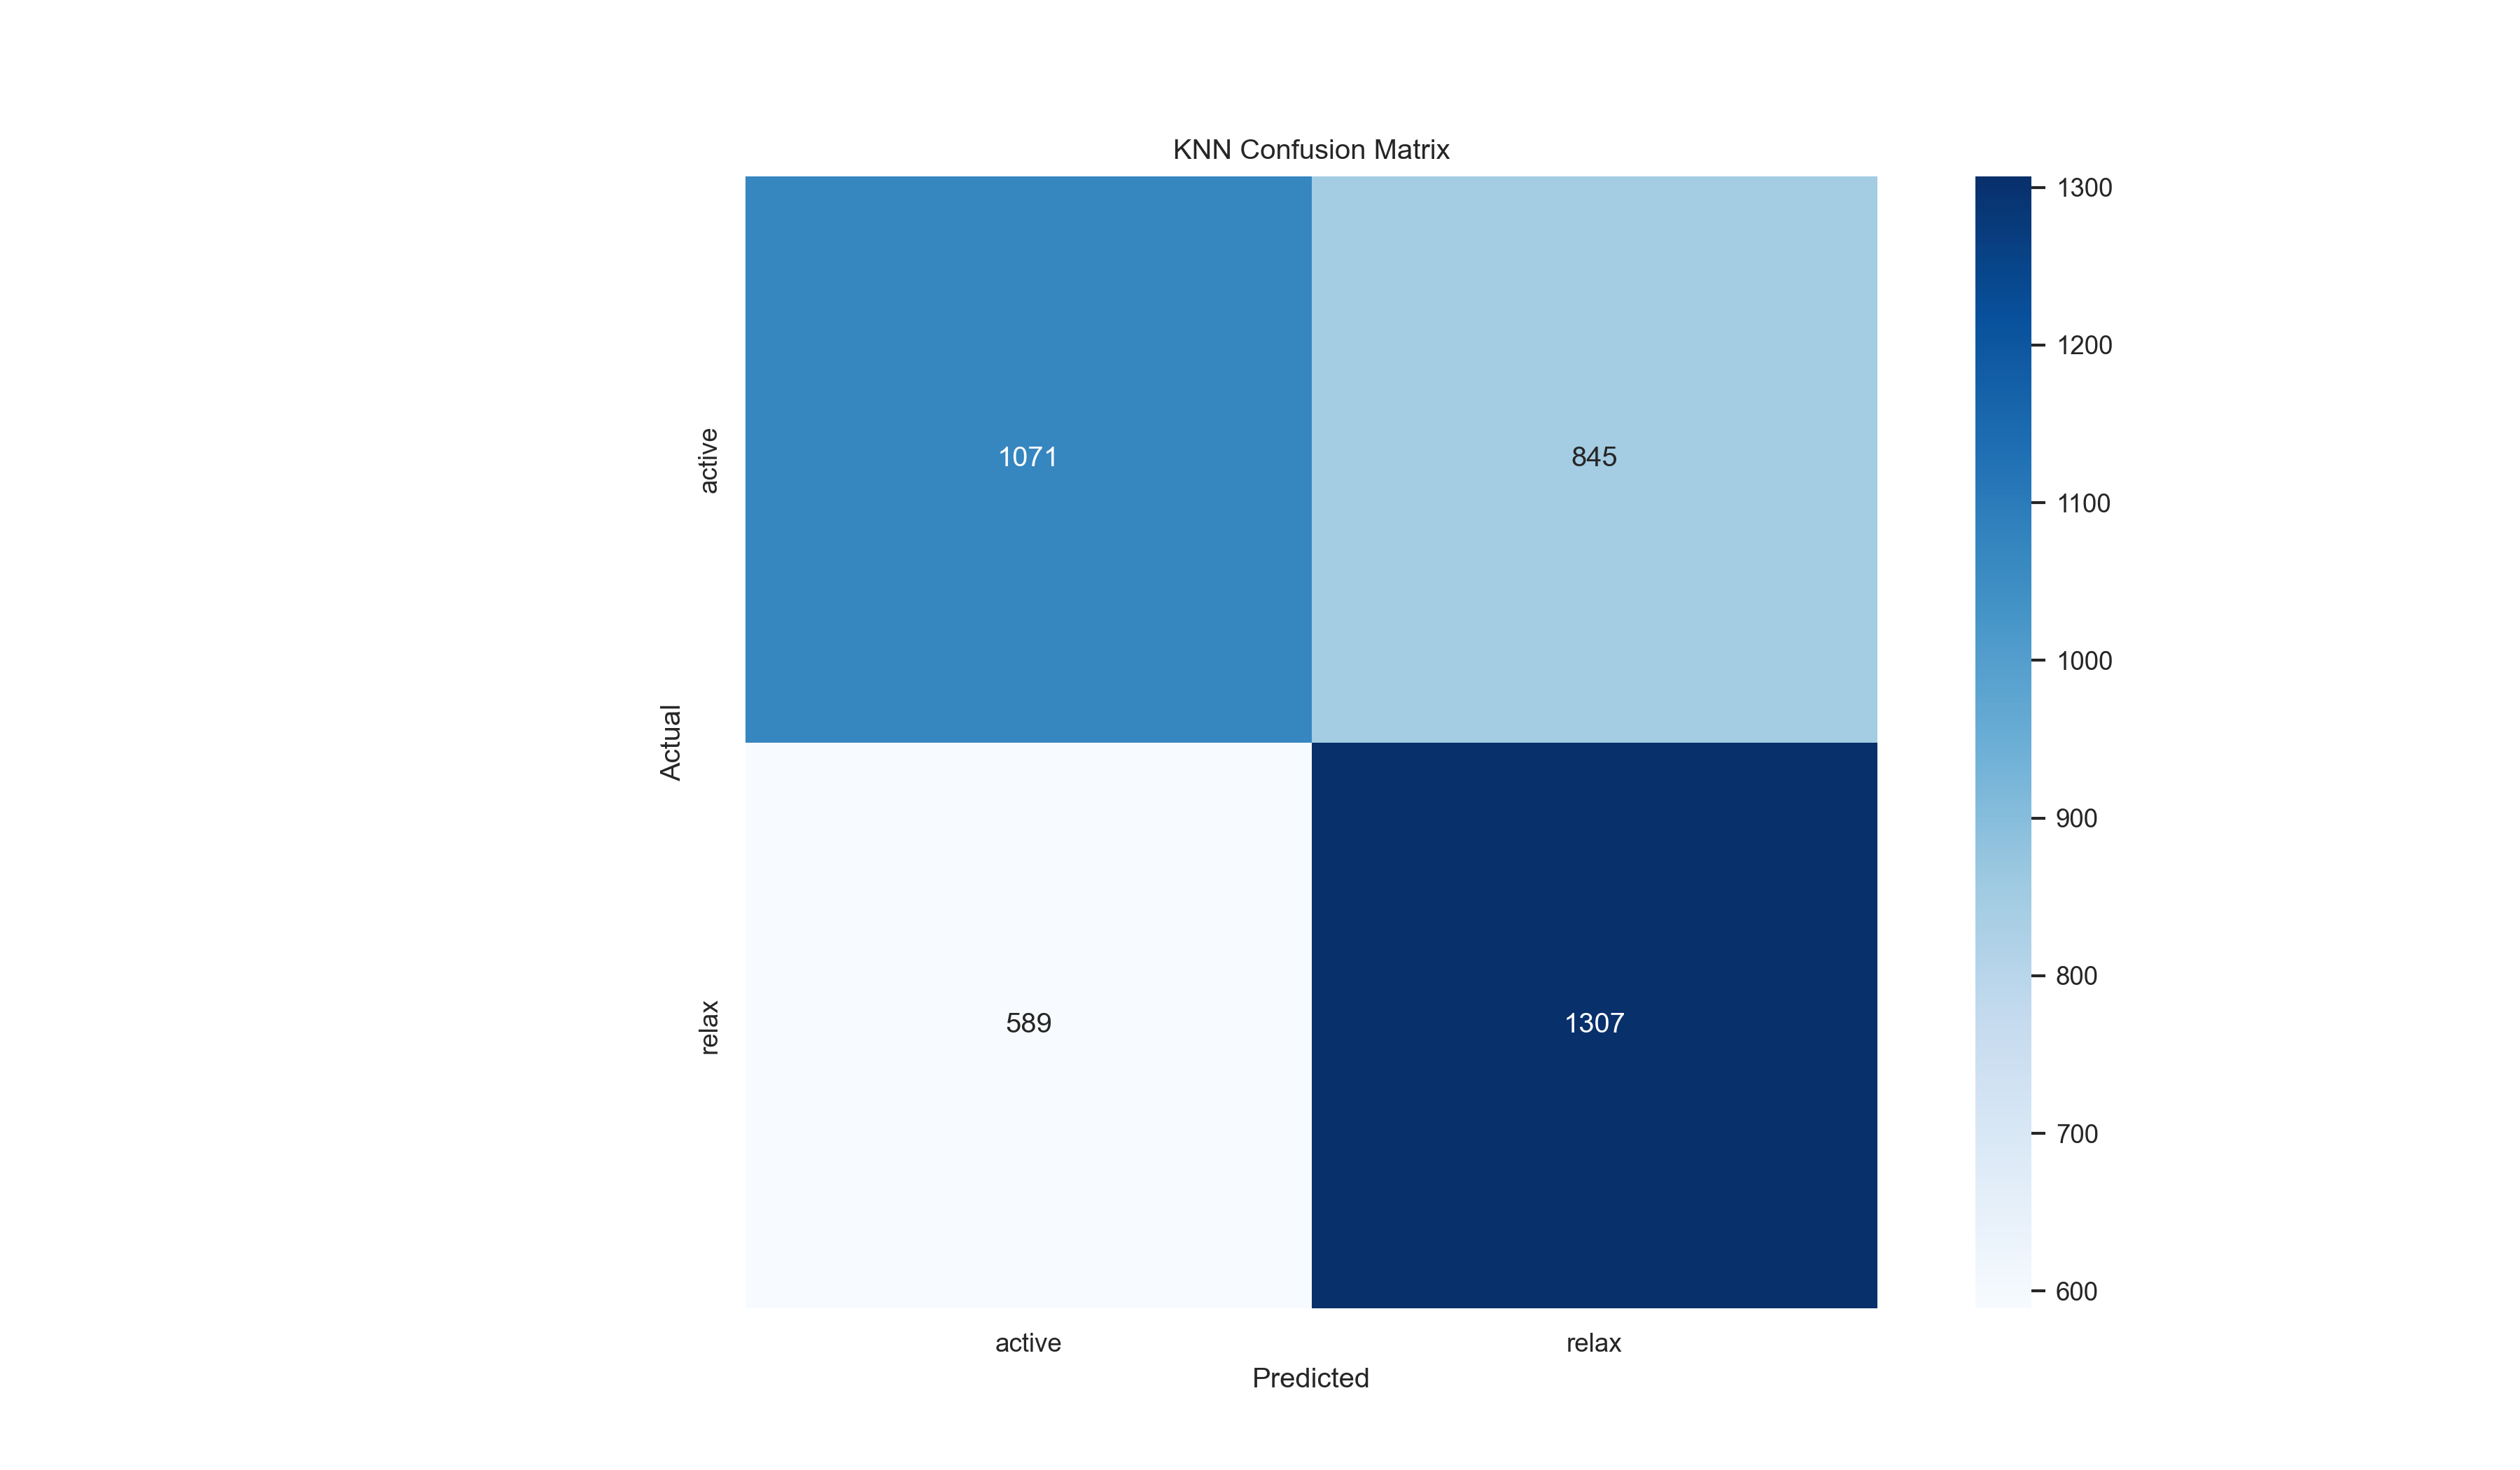 KNN Confusion Matrix
1300
1200
1100
1000
900
800
700
600
Actual
active
relax
1071
845
589
1307
active
relax
Predicted